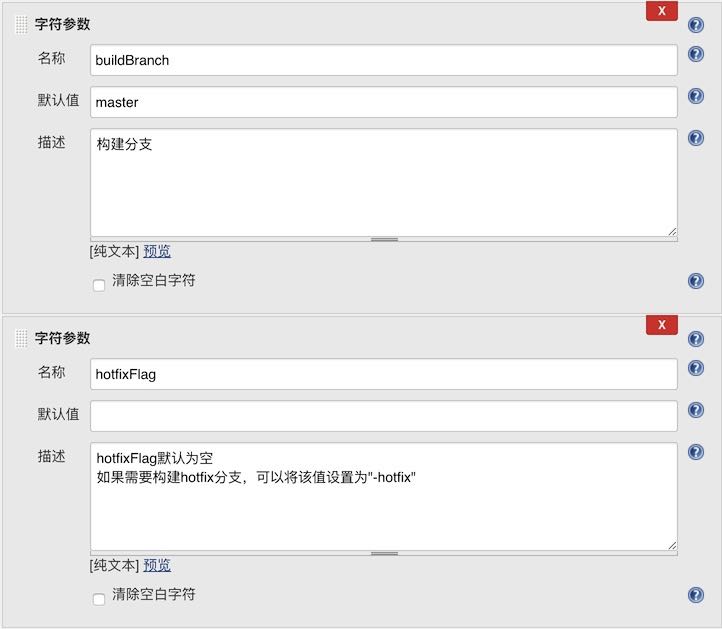 字符参数
X
名称
buildBranch
默认值
master
描述
构建分支
[纯文本] 预览
清除空白字符
字符参数
X
名称
hotfixFlag
默认值
描述
hotfixFlag默认为空
如果需要构建hotfix分支，可以将该值设置为"-hotfix"
[纯文本] 预览
清除空白字符